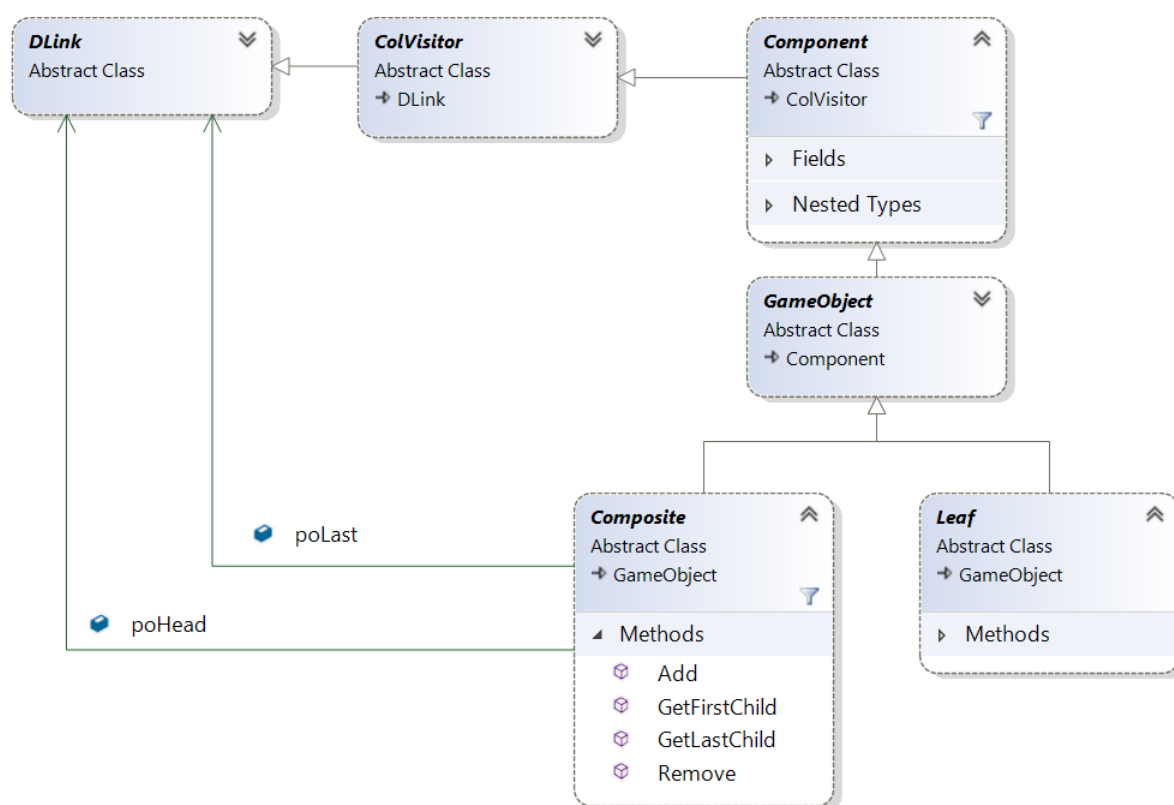 DLink
Abstract Class
ColVisitor
Abstract Class
DLink
Component
Abstract Class
ColVisitor
Fields
Nested Types
GameObject
Abstract Class
Component
Composite
Abstract Class
GameObject
Methods
Add
GetFirstChild
GetLastChild
Remove
Leaf
Abstract Class
GameObject
Methods
poLast
poHead